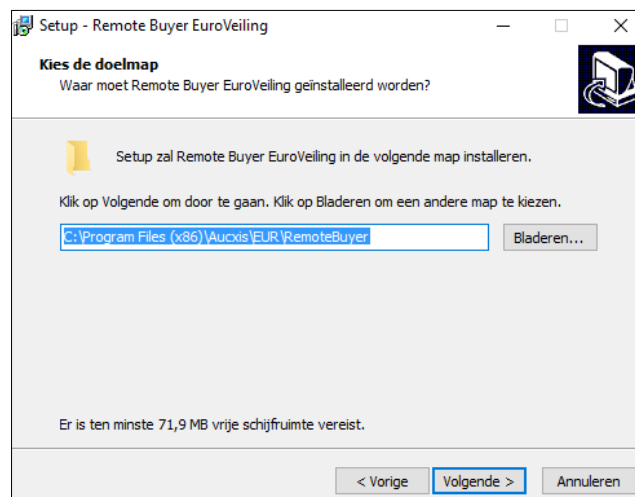 Setup - Remote Buyer EuroVeiling
Kies de doelmap
Waar moet Remote Buyer EuroVeiling geïnstalleerd worden?
Setup zal Remote Buyer EuroVeiling in de volgende map installeren.
Klik op Volgende om door te gaan. Klik op Bladeren om een andere map te kiezen.
C:\Program Files (x86)\Aucxis\EUR\RemoteBuyer
Bladeren...
Er is ten minste 71,9 MB vrije schijfruimte vereist.
< Vorige
Volgende >
Annuleren